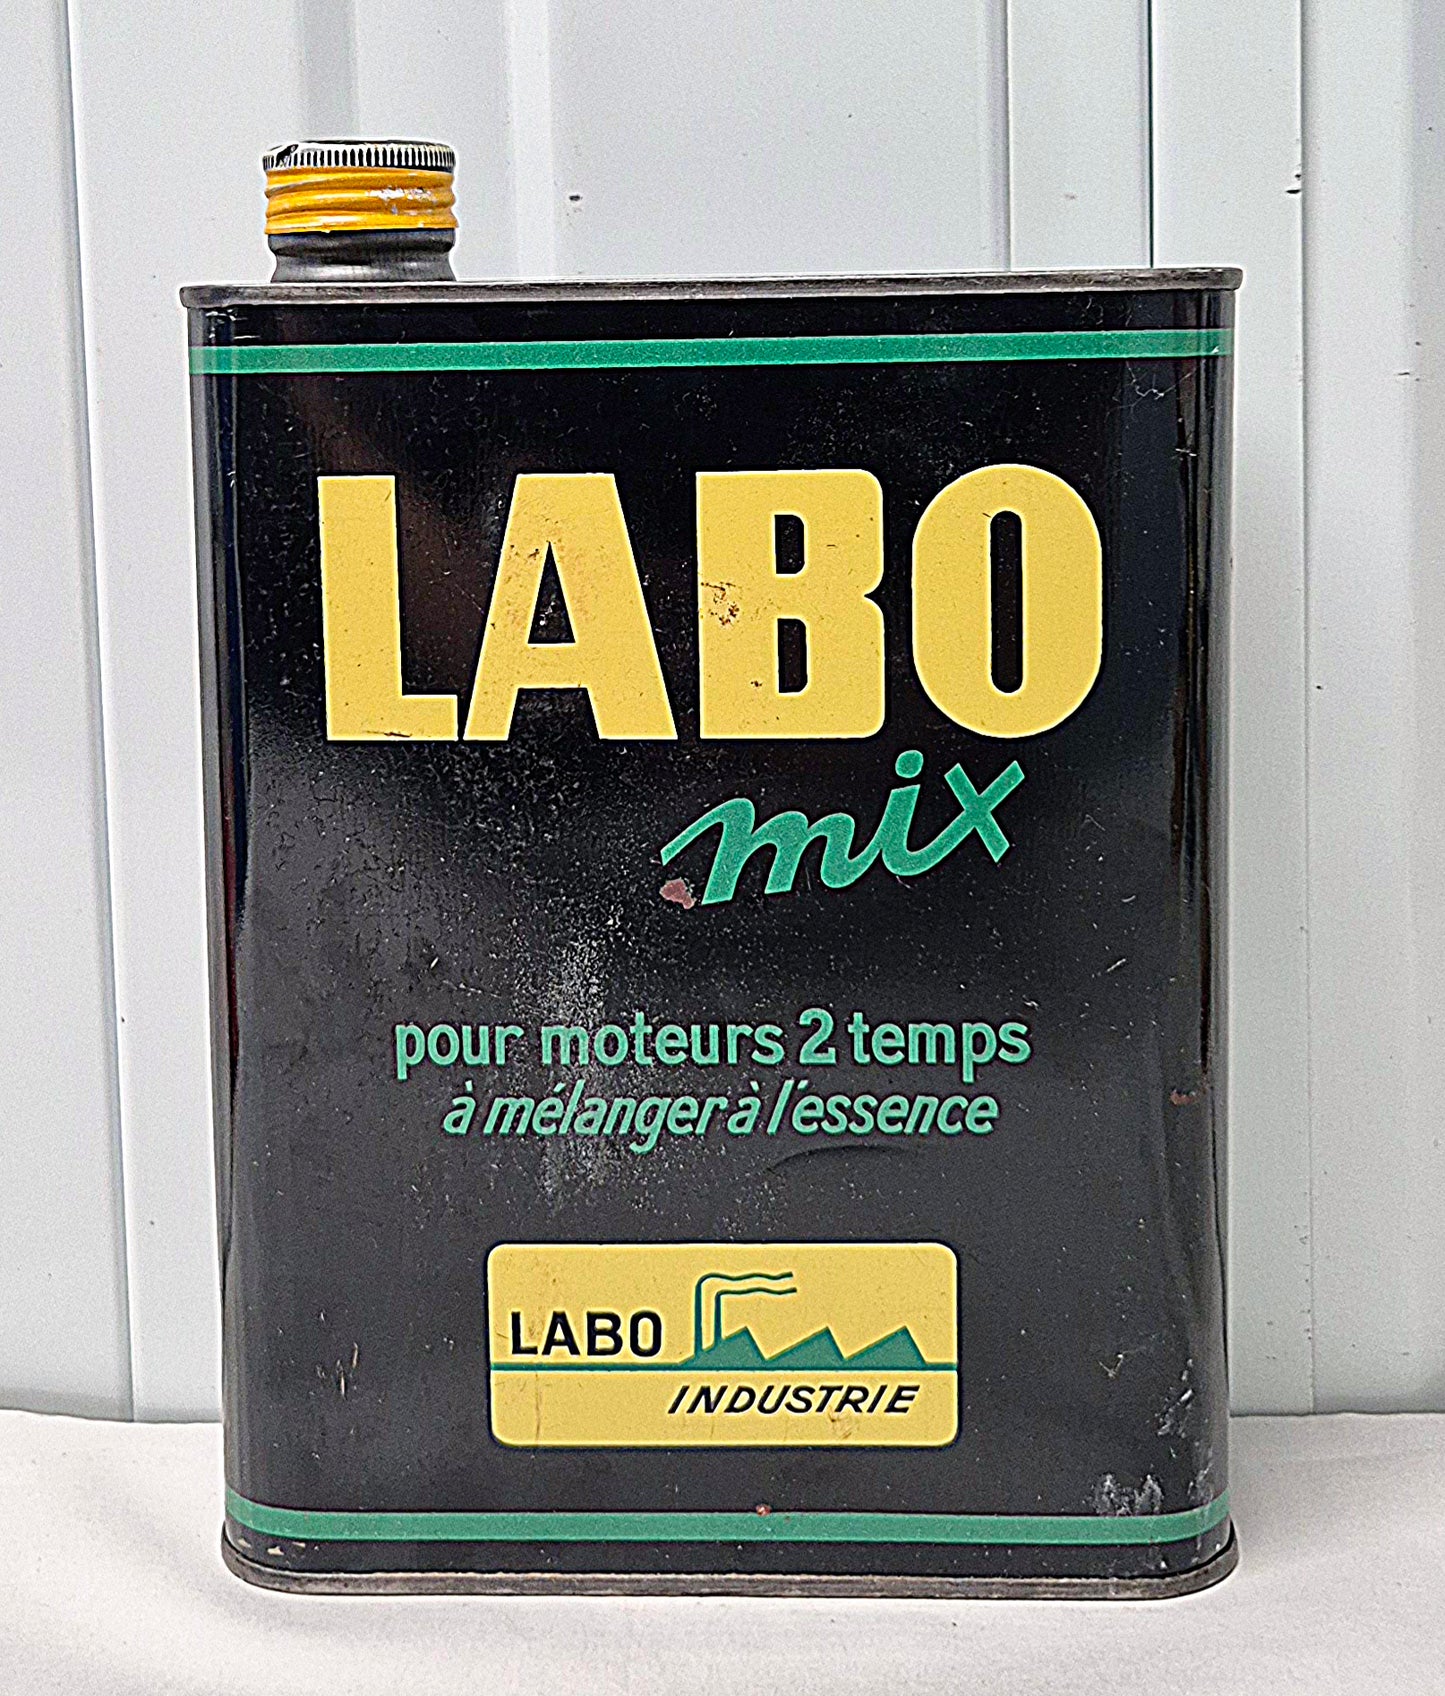 LABO
mix
pour moteurs 2 temps
à mélanger à l'essence
LABO
INDUSTRIE